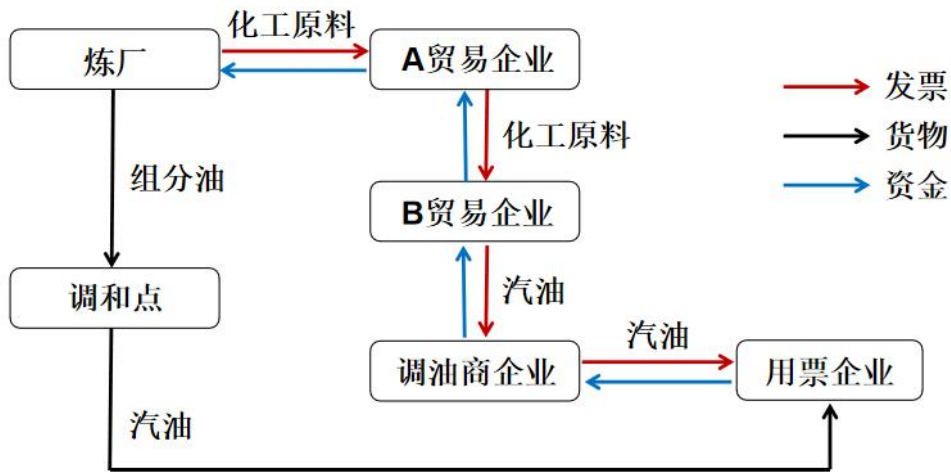 化工原料
炼厂
A贸易企业
发票
货物
资金
化工原料
组分油
B贸易企业
调和点
汽油
汽油
调油商企业
用票企业
汽油